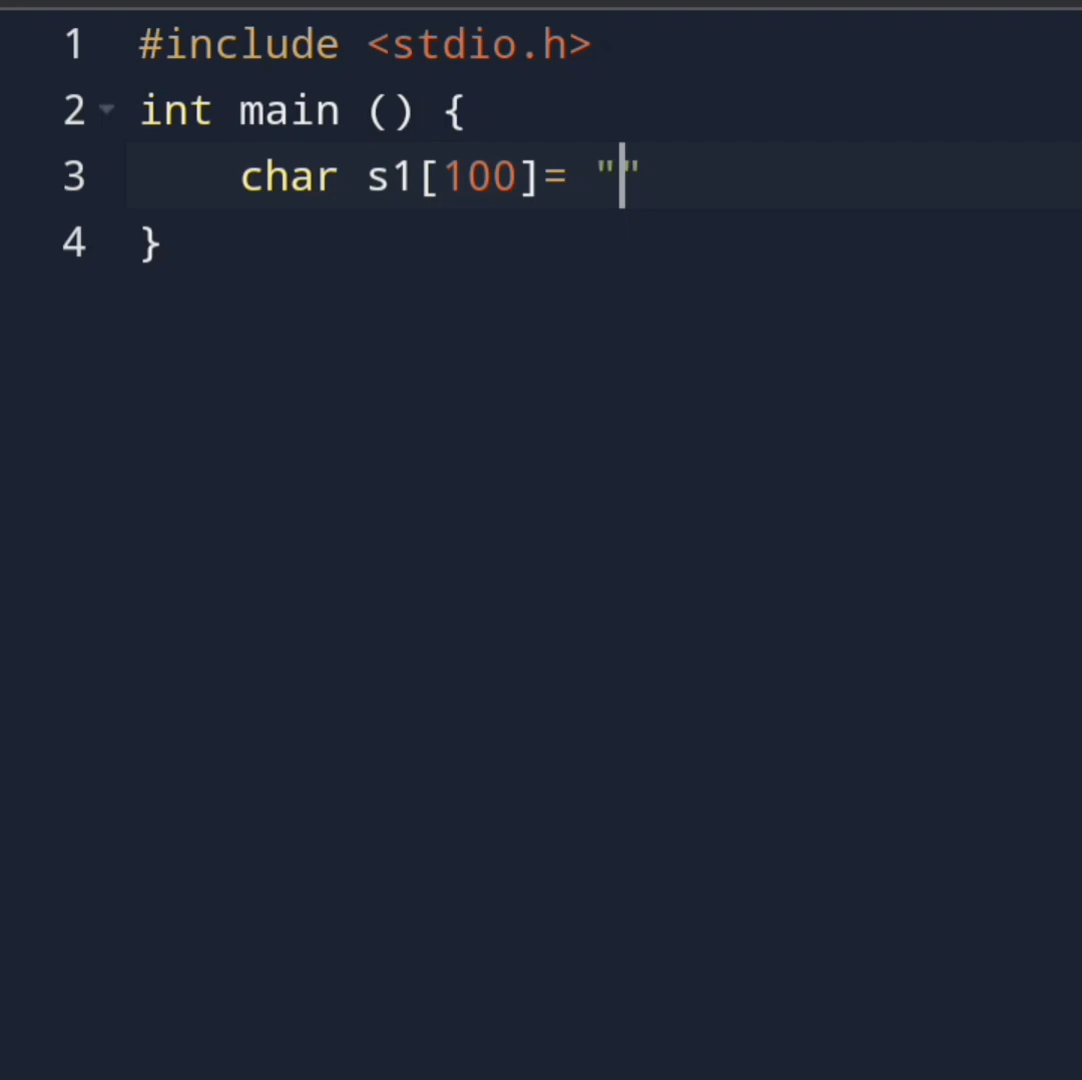 1 #include <stdio.h>
2 int main () {
3     char s1[100]= ""
4 }